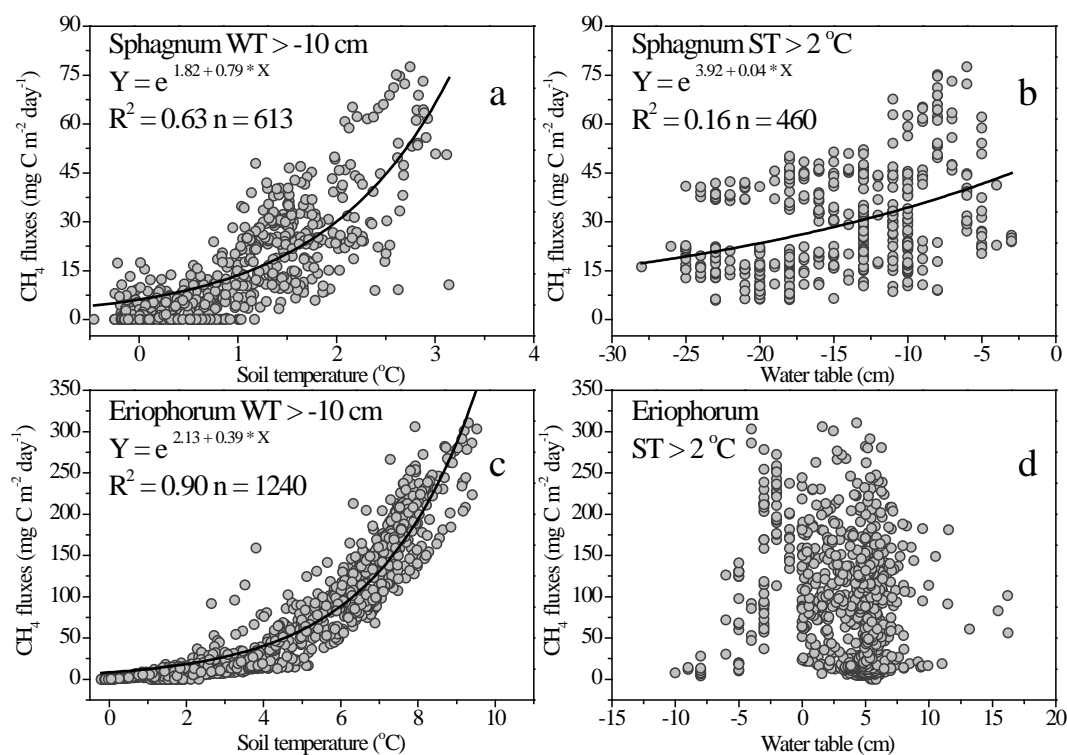 Sphagnum WT > -10 cm
Y = e^1.82 + 0.79 * X
R² = 0.63 n = 613
a
90
75
60
45
30
15
0
CH₄ fluxes (mg C m⁻² day⁻¹)
0 1 2 3 4
Soil temperature (°C)
Sphagnum ST > 2 °C
Y = e^3.92 + 0.04 * X
R² = 0.16 n = 460
b
90
75
60
45
30
15
0
CH₄ fluxes (mg C m⁻² day⁻¹)
-30 -25 -20 -15 -10 -5 0
Water table (cm)
Eriophorum WT > -10 cm
Y = e^2.13 + 0.39 * X
R² = 0.90 n = 1240
c
350
300
250
200
150
100
50
0
CH₄ fluxes (mg C m⁻² day⁻¹)
0 2 4 6 8 10
Soil temperature (°C)
Eriophorum
ST > 2 °C
d
350
300
250
200
150
100
50
0
CH₄ fluxes (mg C m⁻² day⁻¹)
-15 -10 -5 0 5 10 15 20
Water table (cm)